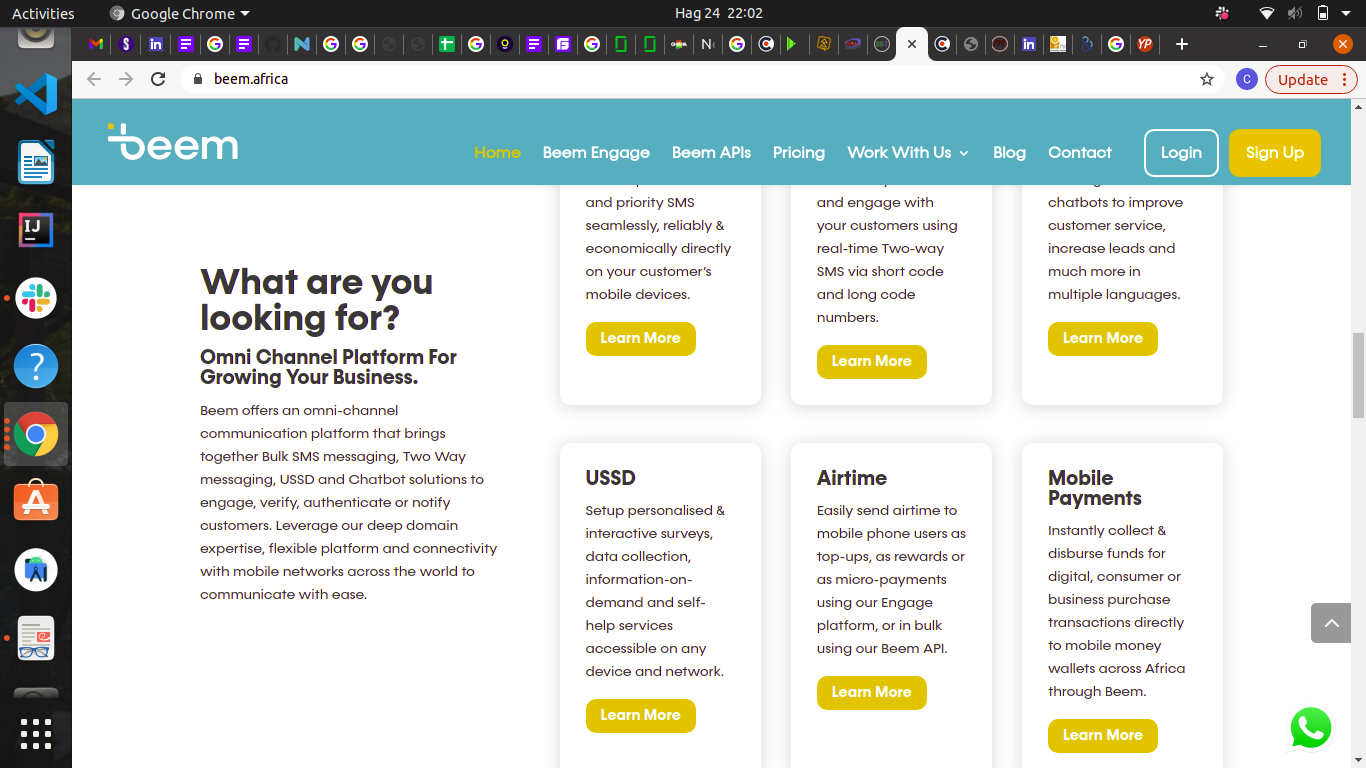 Activities
Google Chrome
Hag 24 22:02
beem.africa
C
Update
beem
Home
Beem Engage
Beem APIs
Pricing
Work With Us
Blog
Contact
Login
Sign Up
What are you
looking for?
Omni Channel Platform For
Growing Your Business.
Beem offers an omni-channel
communication platform that brings
together Bulk SMS messaging, Two Way
messaging, USSD and Chatbot solutions to
engage, verify, authenticate or notify
customers. Leverage our deep domain
expertise, flexible platform and connectivity
with mobile networks across the world to
communicate with ease.
and priority SMS
seamlessly, reliably &
economically directly
on your customer's
mobile devices.
Learn More
and engage with
your customers using
real-time Two-way
SMS via short code
and long code
numbers.
Learn More
chatbots to improve
customer service,
increase leads and
much more in
multiple languages.
Learn More
USSD
Setup personalised &
interactive surveys,
data collection,
information-on-
demand and self-
help services
accessible on any
device and network.
Learn More
Airtime
Easily send airtime to
mobile phone users as
top-ups, as rewards or
as micro-payments
using our Engage
platform, or in bulk
using our Beem API.
Learn More
Mobile
Payments
Instantly collect &
disburse funds for
digital, consumer or
business purchase
transactions directly
to mobile money
wallets across Africa
through Beem.
Learn More